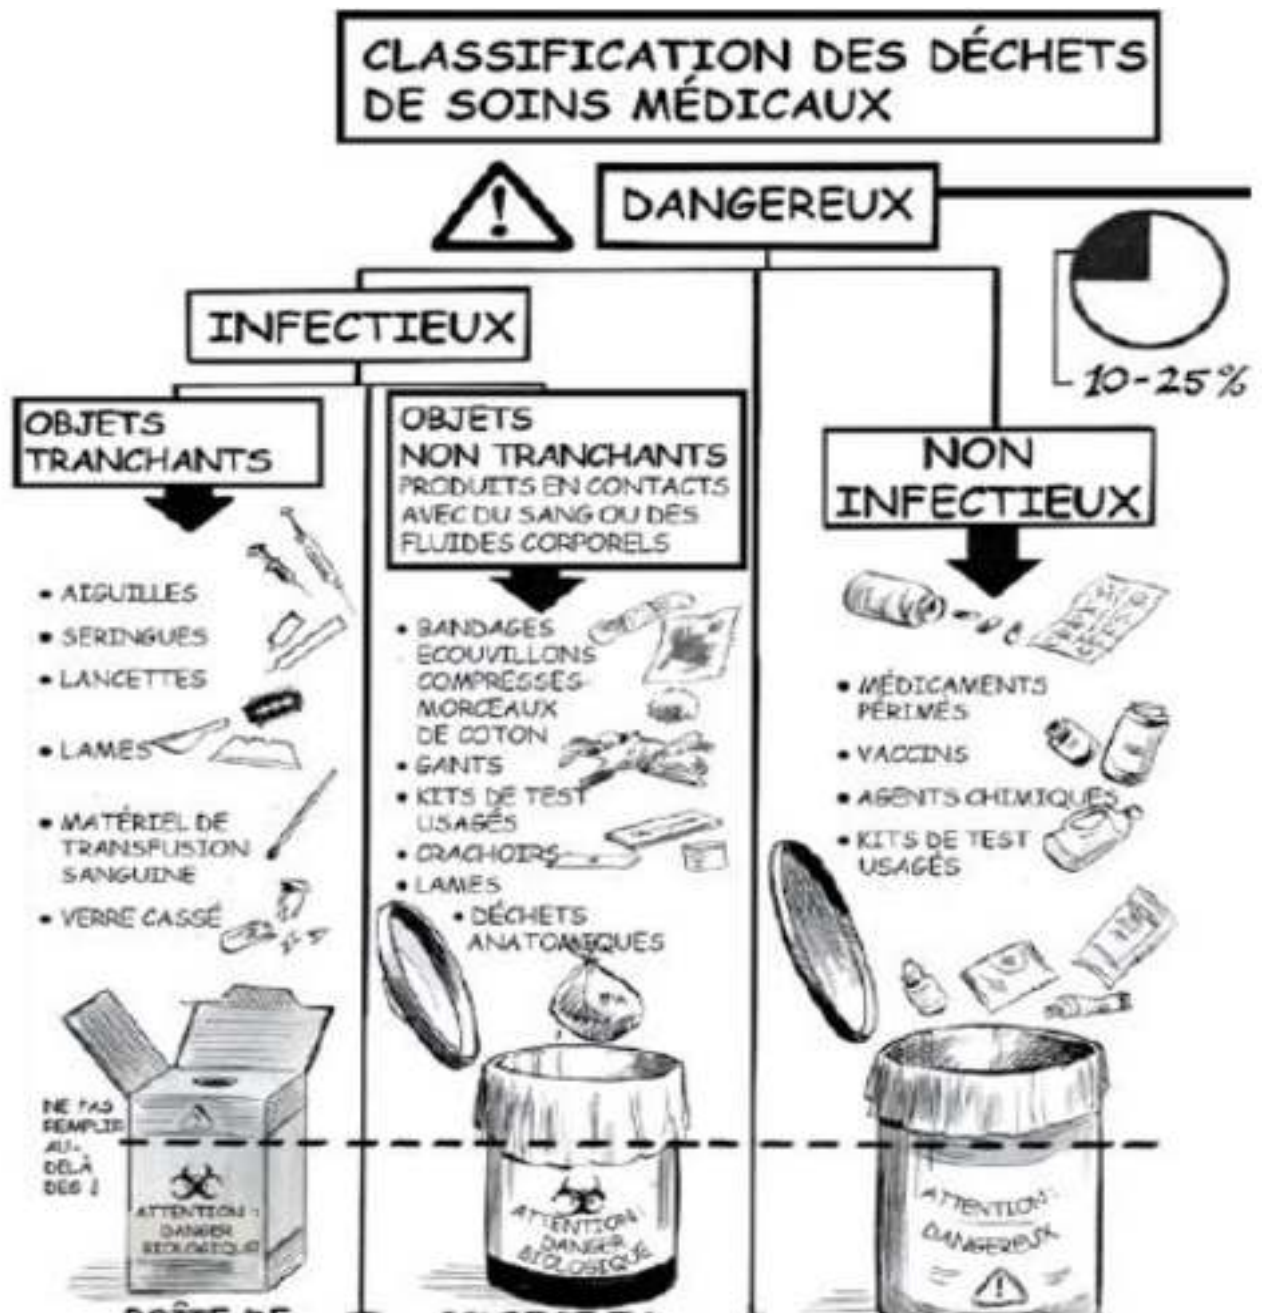 CLASSIFICATION DES DÉCHETS
DE SOINS MÉDICAUX
DANGEREUX
10-25%
INFECTIEUX
OBJETS
TRANCHANTS
• AIGUILLES
• SERINGUES
• LANCETTES
• LAMES
• MATÉRIEL DE
TRANSFUSION
SANGUINE
• VERRE CASSÉ
NE PAS
REMPLIR
AU-
DELÀ
DES
ATTENTION :
DANGER
BIOLOGIQUE
OBJETS
NON TRANCHANTS
PRODUITS EN CONTACTS
AVEC DU SANG OU DES
FLUIDES CORPORELS
• BANDAGES
ECOUVILLONS
COMPRESSES
MORCEAUX
DE COTON
• GANTS
• KITS DE TEST
USAGÉS
• CRACHOIRS
• LAMES
• DÉCHETS
ANATOMIQUES
ATTENTION :
DANGER
BIOLOGIQUE
NON
INFECTIEUX
• MÉDICAMENTS
PÉRIMÉS
• VACCINS
• AGENTS CHIMIQUES
• KITS DE TEST
USAGÉS
ATTENTION :
DANGEREUX